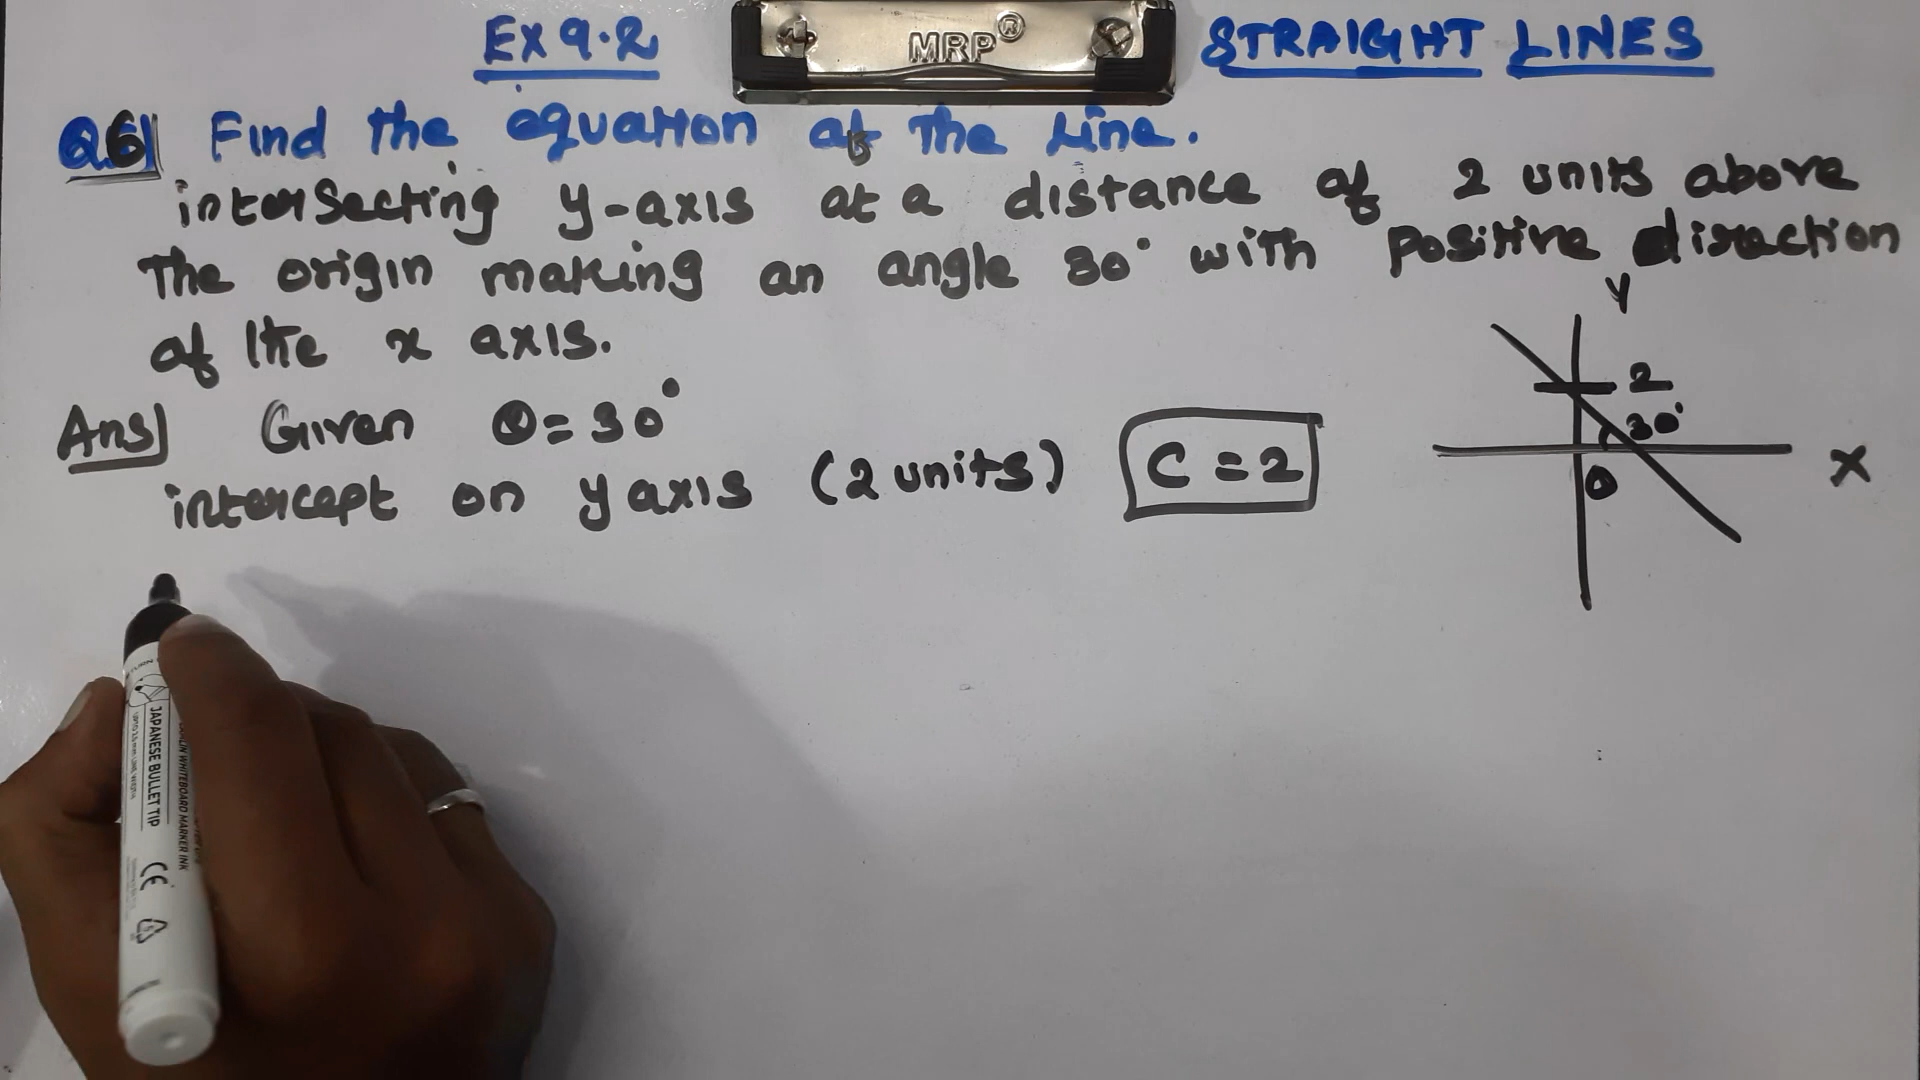 EX 9.2
MRP®
STRAIGHT LINES
Q.6) Find the equation of the Line.
intersecting y-axis at a distance of 2 units above
The origin making an angle 30° with positive direction
of the x axis.
Ans) Given θ=30°
intercept on y axis (2 units) C = 2
Y
2
30°
X
O
JAPANESE BULLET TIP
WHITEBOARD MARKER INK
CE